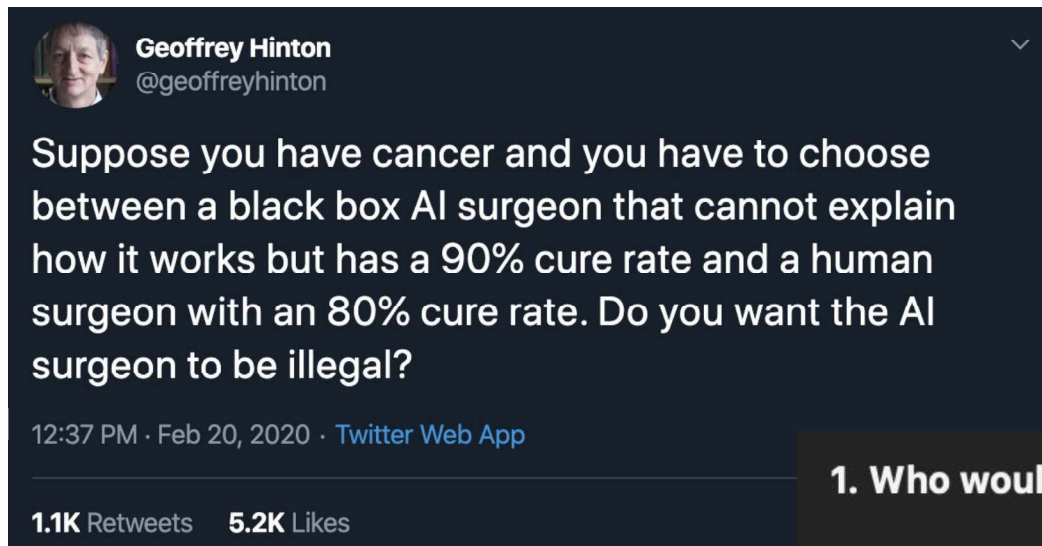 Geoffrey Hinton
@geoffreyhinton
Suppose you have cancer and you have to choose
between a black box AI surgeon that cannot explain
how it works but has a 90% cure rate and a human
surgeon with an 80% cure rate. Do you want the AI
surgeon to be illegal?
12:37 PM · Feb 20, 2020 · Twitter Web App
1. Who
1.1K Retweets 5.2K Likes